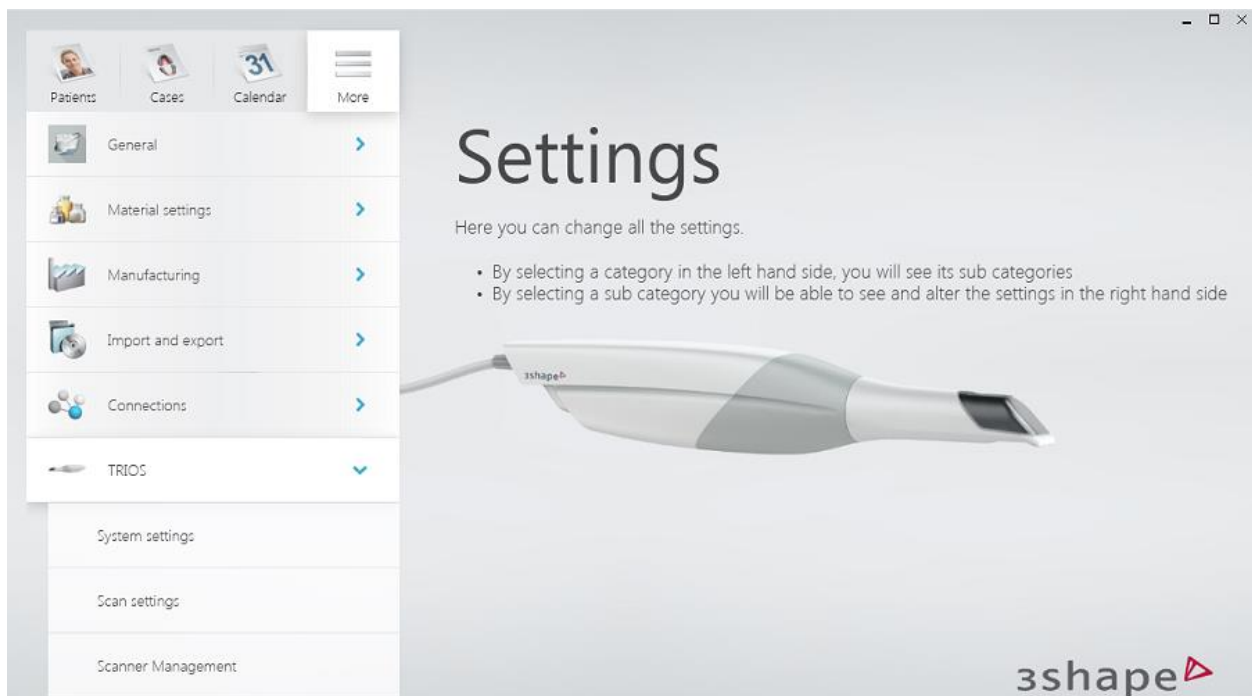 Patients
Cases
31
Calendar
More
General
Material settings
Manufacturing
Import and export
Connections
TRIOS
System settings
Scan settings
Scanner Management
Settings
Here you can change all the settings.
• By selecting a category in the left hand side, you will see its sub categories
• By selecting a sub category you will be able to see and alter the settings in the right hand side
3shape
3shape